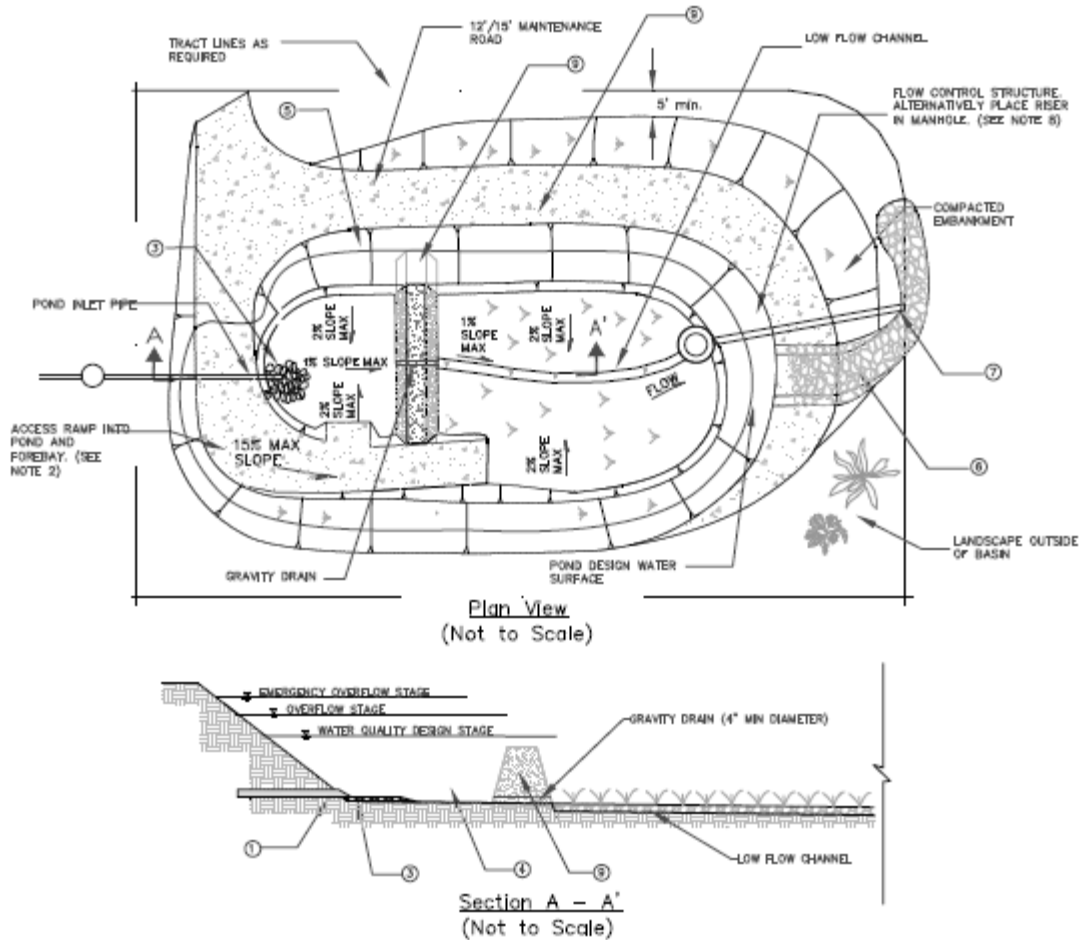 TRACT LINES AS
REQUIRED
12'/15' MAINTENANCE
ROAD
9
9
LOW FLOW CHANNEL
5' min.
FLOW CONTROL STRUCTURE.
ALTERNATIVELY PLACE RISER
IN MANHOLE. (SEE NOTE 8)
5
3
COMPACTED
EMBANKMENT
POND INLET PIPE
A
2% SLOPE MAX
1% SLOPE MAX
2% SLOPE MAX
1% SLOPE MAX
2% SLOPE MAX
A'
FLOW
7
ACCESS RAMP INTO
POND AND
FOREBAY. (SEE
NOTE 2)
15% MAX
SLOPE
2% SLOPE MAX
6
GRAVITY DRAIN
POND DESIGN WATER
SURFACE
LANDSCAPE OUTSIDE
OF BASIN
Plan View
(Not to Scale)
EMERGENCY OVERFLOW STAGE
OVERFLOW STAGE
WATER QUALITY DESIGN STAGE
GRAVITY DRAIN (4" MIN DIAMETER)
1
3
4
9
LOW FLOW CHANNEL
Section A - A'
(Not to Scale)